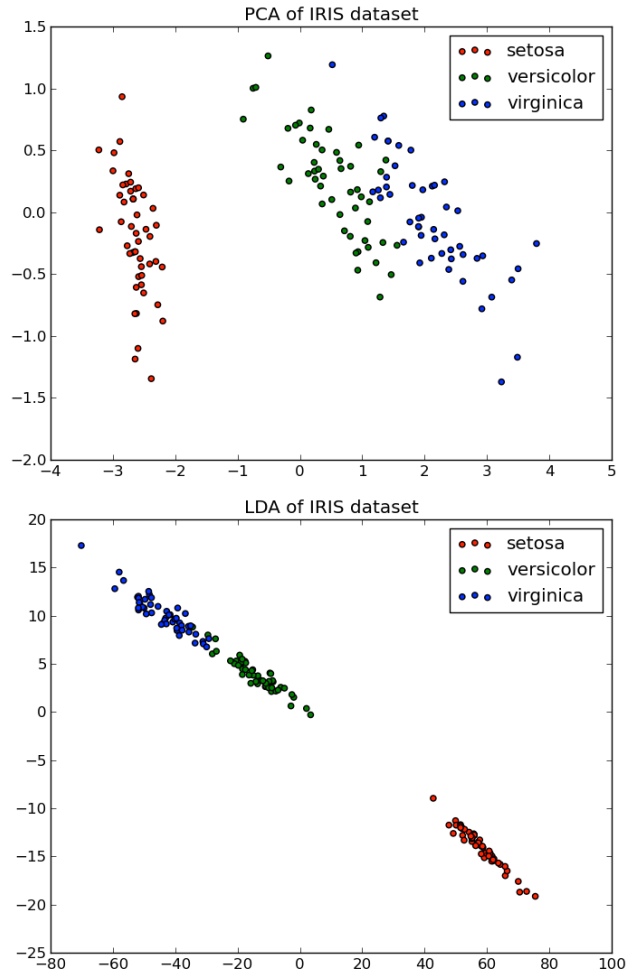 PCA of IRIS dataset
1.5
1.0
0.5
0.0
−0.5
−1.0
−1.5
−2.0
−4 −3 −2 −1 0 1 2 3 4 5
setosa
versicolor
virginica
LDA of IRIS dataset
20
15
10
5
0
−5
−10
−15
−20
−25
−80 −60 −40 −20 0 20 40 60 80 100
setosa
versicolor
virginica